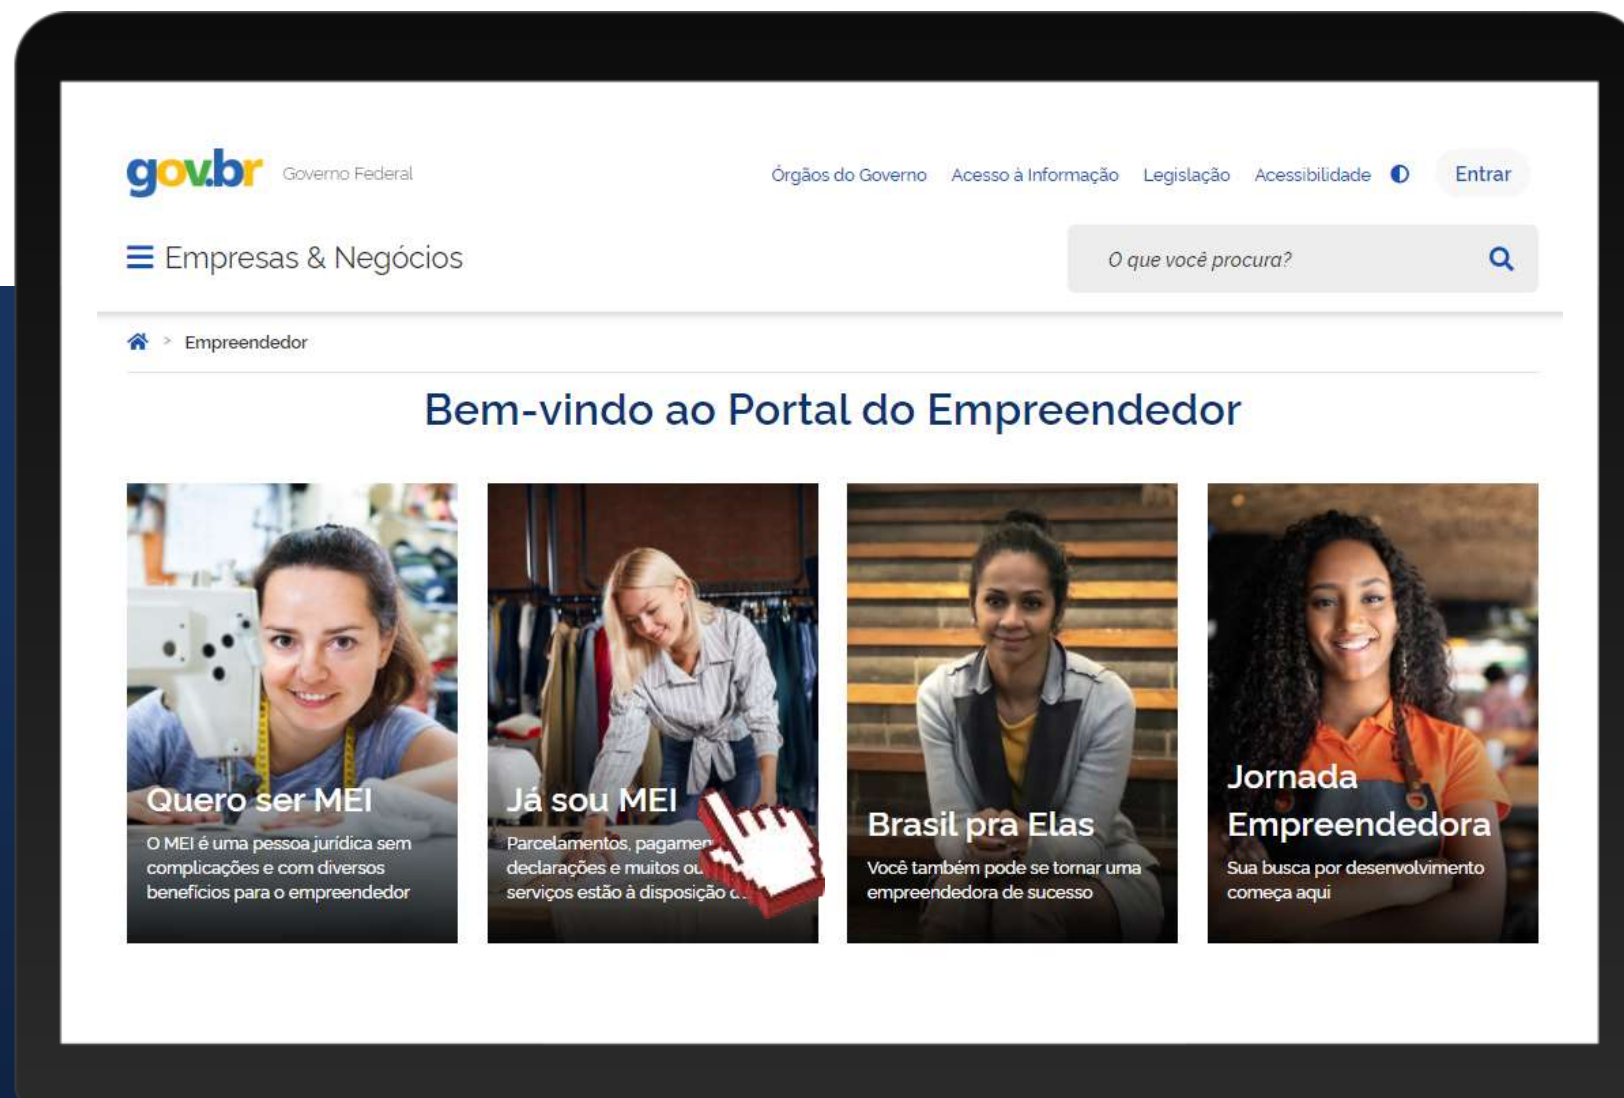 gov.br Governo Federal
Órgãos do Governo Acesso à Informação Legislação Acessibilidade Entrar
Empresas & Negócios
O que você procura?
> Empreendedor
Bem-vindo ao Portal do Empreendedor
Quero ser MEI
O MEI é uma pessoa jurídica sem
complicações e com diversos
benefícios para o empreendedor
Já sou MEI
Parcelamentos,
declarações e muitos
serviços estão à disposição
Brasil pra Elas
Você também pode se tornar uma
empreendedora de sucesso
Jornada
Empreendedora
Sua busca por desenvolvimento
começa aqui